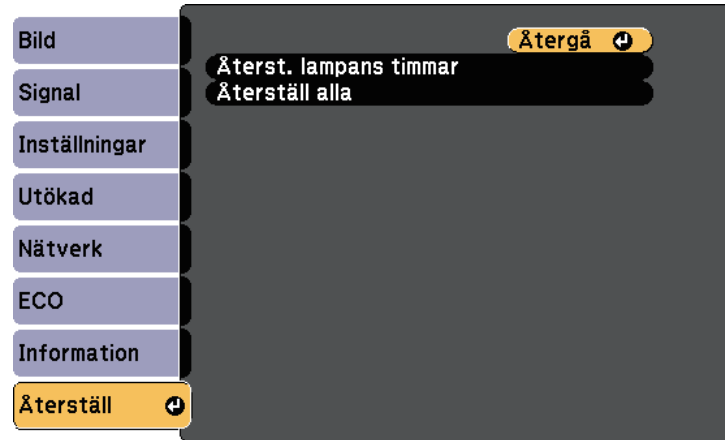 Bild
Signal
Inställningar
Utökad
Nätverk
ECO
Information
Återställ
Återgå
Återst. lampans timmar
Återställ alla